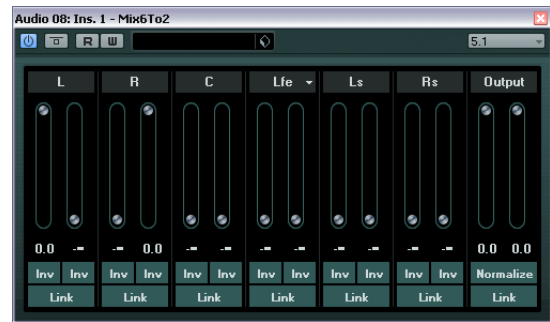 Audio 08: Ins. 1 - Mix6To2
R W 5.1
L R C Lfe Ls Rs Output
0.0 -∞ -∞ 0.0 -∞ -∞ -∞ -∞ -∞ -∞ -∞ -∞ 0.0 0.0
Inv Inv Inv Inv Inv Inv Inv Inv Inv Inv Inv Inv Normalize
Link Link Link Link Link Link Link